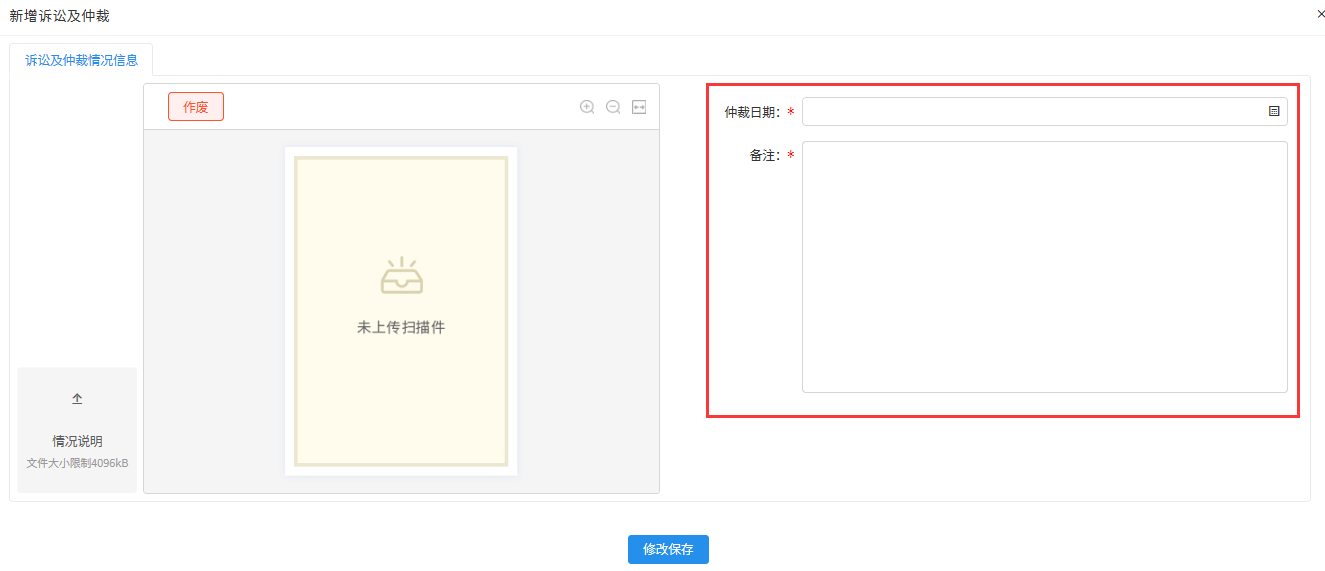 新增诉讼及仲裁
诉讼及仲裁情况信息
作废
未上传扫描件
情况说明
文件大小限制4096kB
仲裁日期：*
备注：*
修改保存